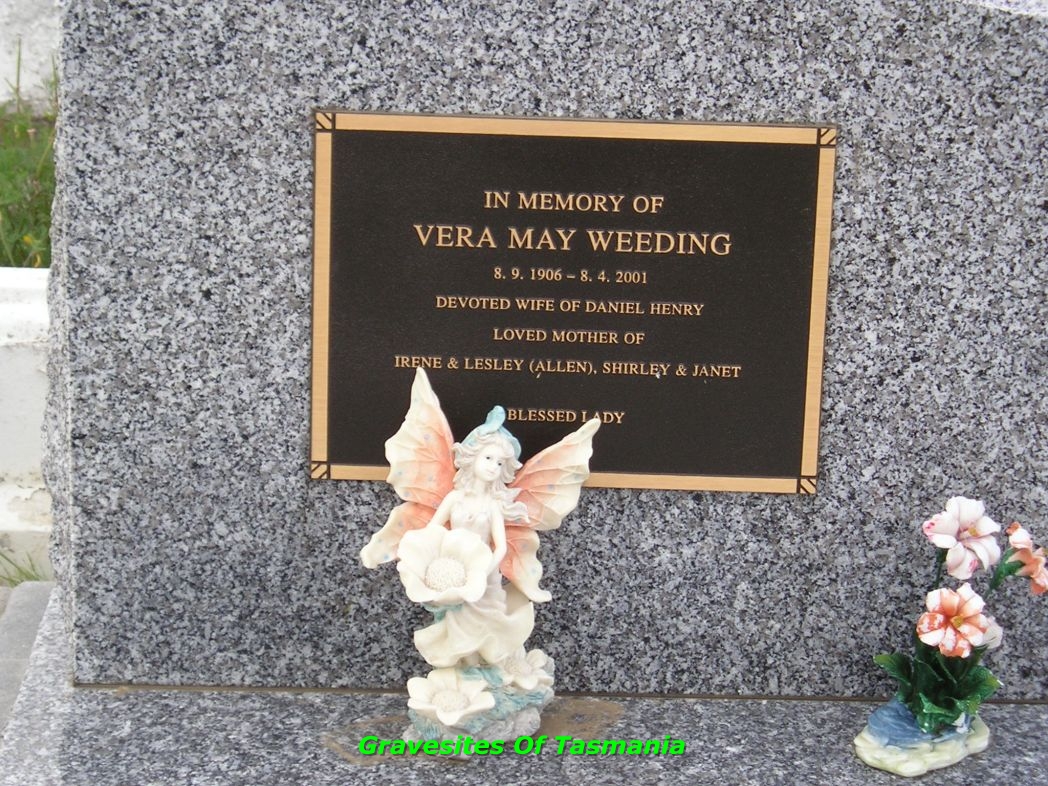 IN MEMORY OF
VERA MAY WEEDING
8. 9. 1906 – 8. 4. 2001
DEVOTED WIFE OF DANIEL HENRY
LOVED MOTHER OF
IRENE & LESLEY (ALLEN), SHIRLEY & JANET
BLESSED LADY
Gravesites Of Tasmania